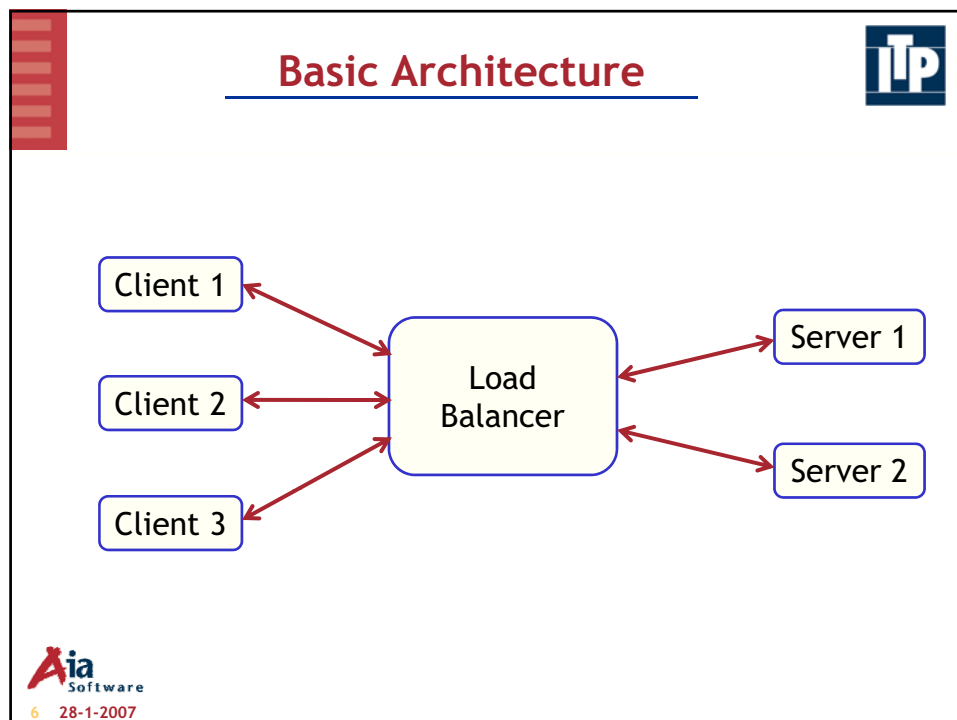 Basic Architecture
ITP
Client 1
Client 2
Client 3
Load
Balancer
Server 1
Server 2
Aia
Software
6 28-1-2007